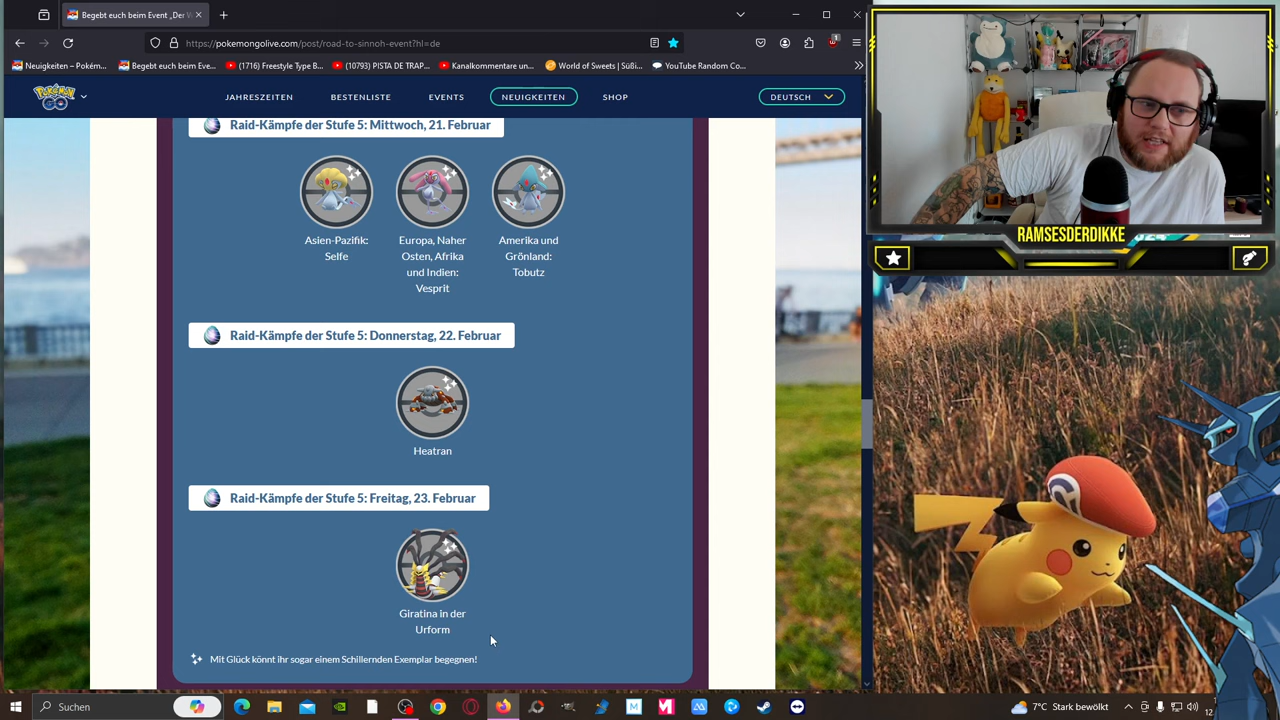 Begebt euch beim Event „Der W
https://pokemongolive.com/post/road-to-sinnoh-event?hl=de
Neuigkeiten – Pokém...
Begebt euch beim Eve...
(1716) Freestyle Type B...
(10793) PISTA DE TRAP...
Kanalkommentare un...
World of Sweets | Süßi...
YouTube Random Co...
Pokémon GO
JAHRESZEITEN
BESTENLISTE
EVENTS
NEUIGKEITEN
SHOP
DEUTSCH
Raid-Kämpfe der Stufe 5: Mittwoch, 21. Februar
Asien-Pazifik:
Selfe
Europa, Naher
Osten, Afrika
und Indien:
Vesprit
Amerika und
Grönland:
Tobutz
Raid-Kämpfe der Stufe 5: Donnerstag, 22. Februar
Heatran
Raid-Kämpfe der Stufe 5: Freitag, 23. Februar
Giratina in der
Urform
Mit Glück könnt ihr sogar einem Schillernden Exemplar begegnen!
RAMSESDERDIKKE
Suchen
7°C Stark bewölkt
12